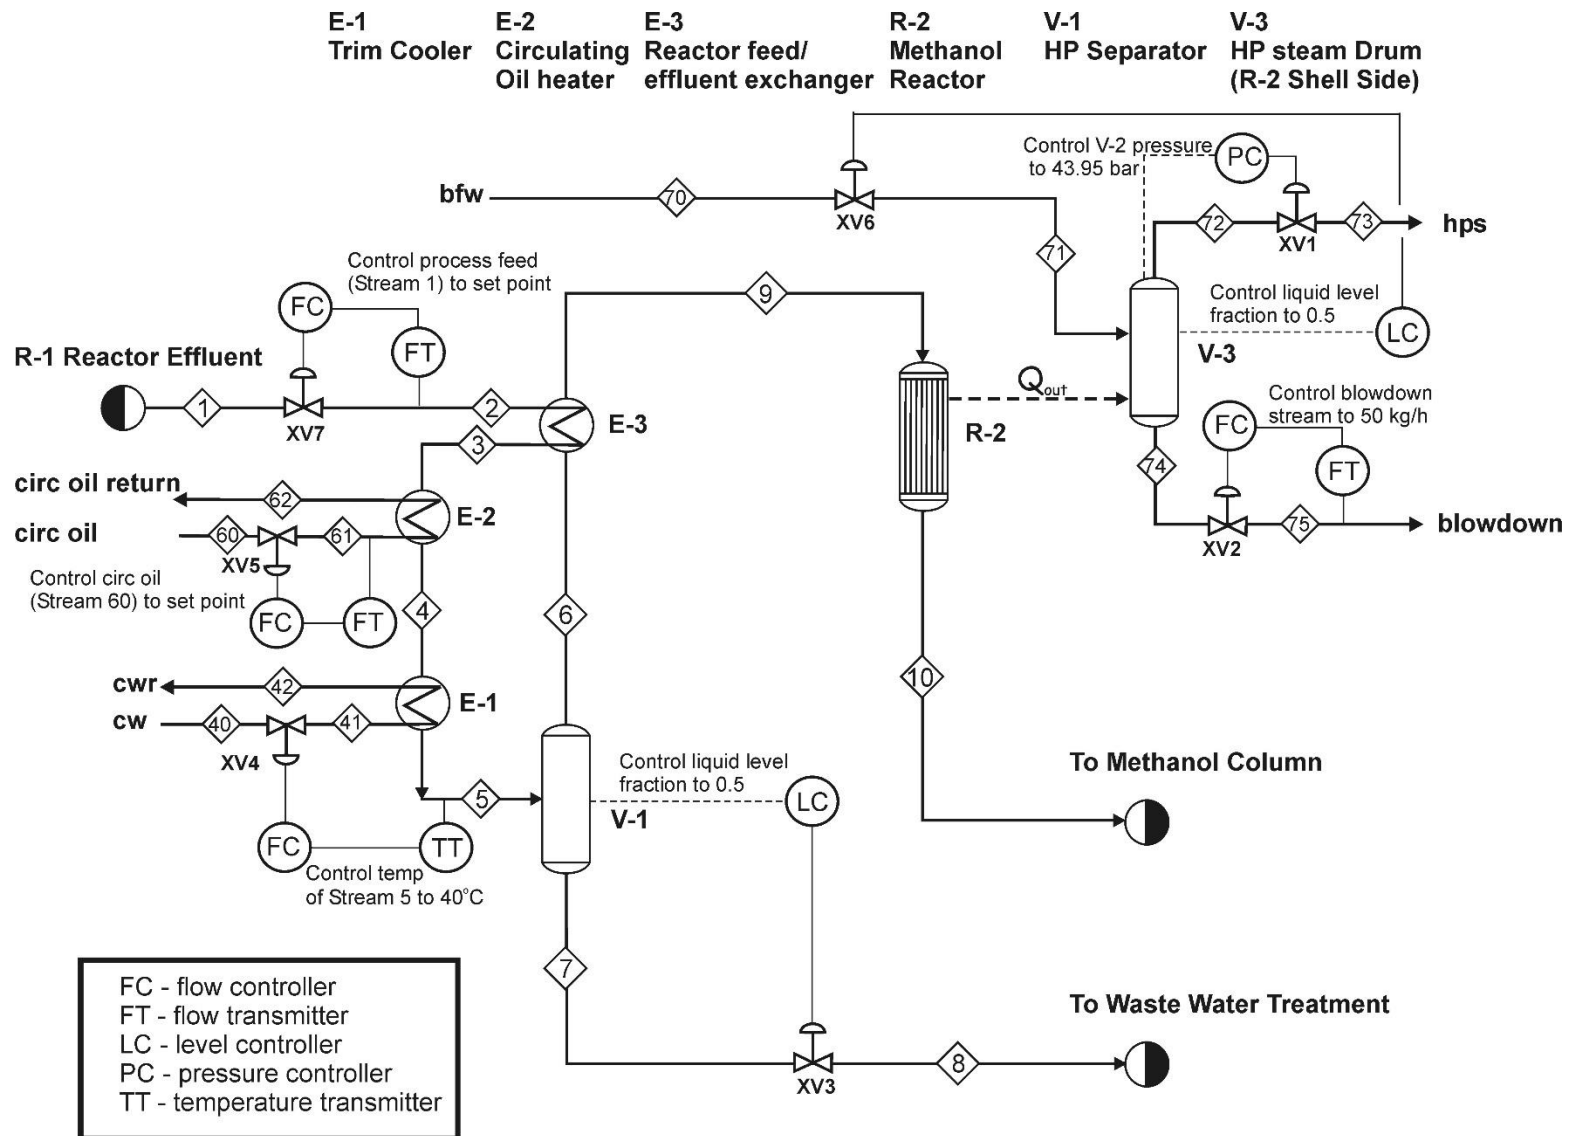 E-1
Trim Cooler
E-2
Circulating
Oil heater
E-3
Reactor feed/
effluent exchanger
R-2
Methanol
Reactor
V-1
HP Separator
V-3
HP steam Drum
(R-2 Shell Side)
Control V-2 pressure
to 43.95 bar
PC
bfw
70
XV6
71
72
XV1
73
hps
Control process feed
(Stream 1) to set point
FC
FT
9
Control liquid level
fraction to 0.5
LC
V-3
R-1 Reactor Effluent
1
XV7
2
E-3
3
R-2
Qout
Control blowdown
stream to 50 kg/h
FC
FT
74
XV2
75
blowdown
circ oil return
62
E-2
circ oil
60
61
XV5
Control circ oil
(Stream 60) to set point
FC
FT
4
6
10
cwr
42
E-1
cw
40
41
XV4
5
V-1
Control liquid level
fraction to 0.5
LC
To Methanol Column
FC
TT
Control temp
of Stream 5 to 40°C
7
XV3
8
To Waste Water Treatment
FC - flow controller
FT - flow transmitter
LC - level controller
PC - pressure controller
TT - temperature transmitter